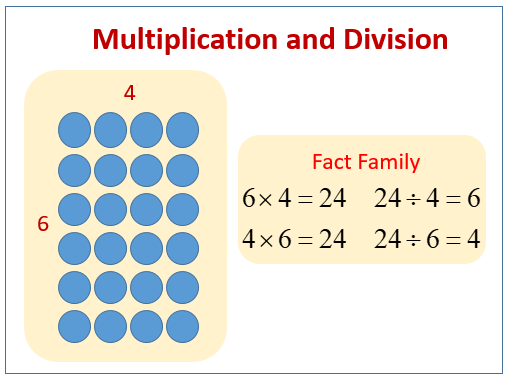 Multiplication and Division
4
6
Fact Family
6 × 4 = 24 24 ÷ 4 = 6
4 × 6 = 24 24 ÷ 6 = 4